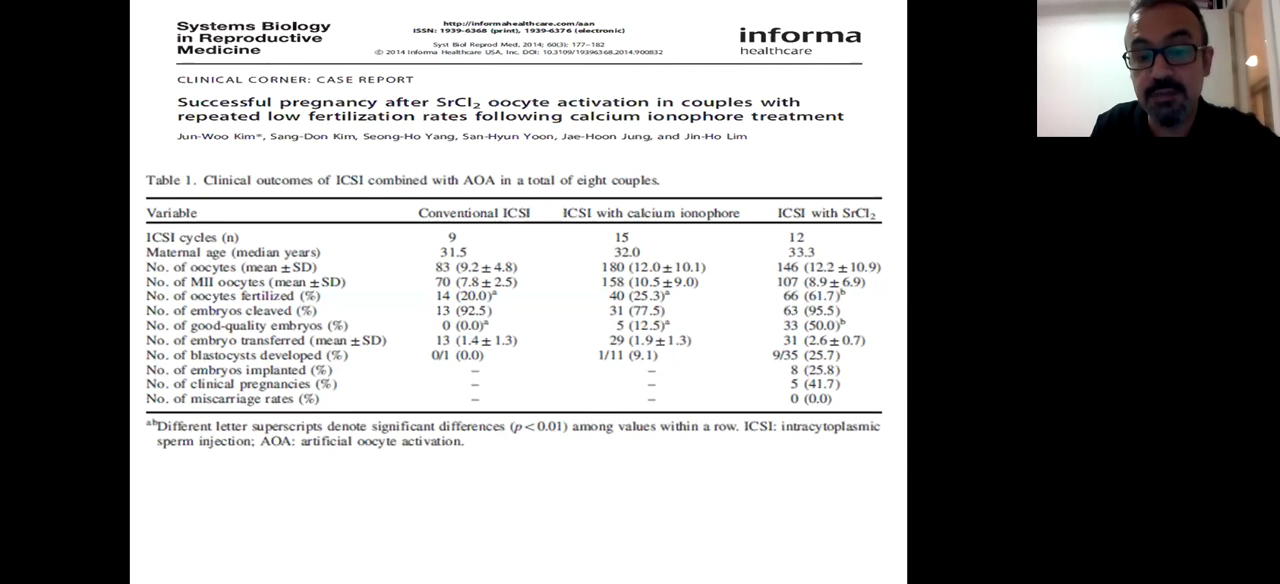 Systems Biology
in Reproductive
Medicine
http://informahealthcare.com/aan
ISSN: 1939-6368 (print), 1939-6376 (electronic)
Syst Biol Reprod Med, 2014; 60(3): 177–182
© 2014 Informa Healthcare USA, Inc. DOI: 10.3109/19396368.2014.900832
informa
healthcare
CLINICAL CORNER: CASE REPORT
Successful pregnancy after SrCl₂ oocyte activation in couples with
repeated low fertilization rates following calcium ionophore treatment
Jun-Woo Kim*, Sang-Don Kim, Seong-Ho Yang, San-Hyun Yoon, Jae-Hoon Jung, and Jin-Ho Lim
Table 1. Clinical outcomes of ICSI combined with AOA in a total of eight couples.
Variable Conventional ICSI ICSI with calcium ionophore ICSI with SrCl₂
ICSI cycles (n) 9 15 12
Maternal age (median years) 31.5 32.0 33.3
No. of oocytes (mean ± SD) 83 (9.2 ± 4.8) 180 (12.0 ± 10.1) 146 (12.2 ± 10.9)
No. of MII oocytes (mean ± SD) 70 (7.8 ± 2.5) 158 (10.5 ± 9.0) 107 (8.9 ± 6.9)
No. of oocytes fertilized (%) 14 (20.0)ᵃ 40 (25.3)ᵃ 66 (61.7)ᵇ
No. of embryos cleaved (%) 13 (92.5) 31 (77.5) 63 (95.5)
No. of good-quality embryos (%) 0 (0.0)ᵃ 5 (12.5)ᵃ 33 (50.0)ᵇ
No. of embryo transferred (mean ± SD) 13 (1.4 ± 1.3) 29 (1.9 ± 1.3) 31 (2.6 ± 0.7)
No. of blastocysts developed (%) 0/1 (0.0) 1/11 (9.1) 9/35 (25.7)
No. of embryos implanted (%) – – 8 (25.8)
No. of clinical pregnancies (%) – – 5 (41.7)
No. of miscarriage rates (%) – – 0 (0.0)
ᵃᵇDifferent letter superscripts denote significant differences (p < 0.01) among values within a row. ICSI: intracytoplasmic
sperm injection; AOA: artificial oocyte activation.